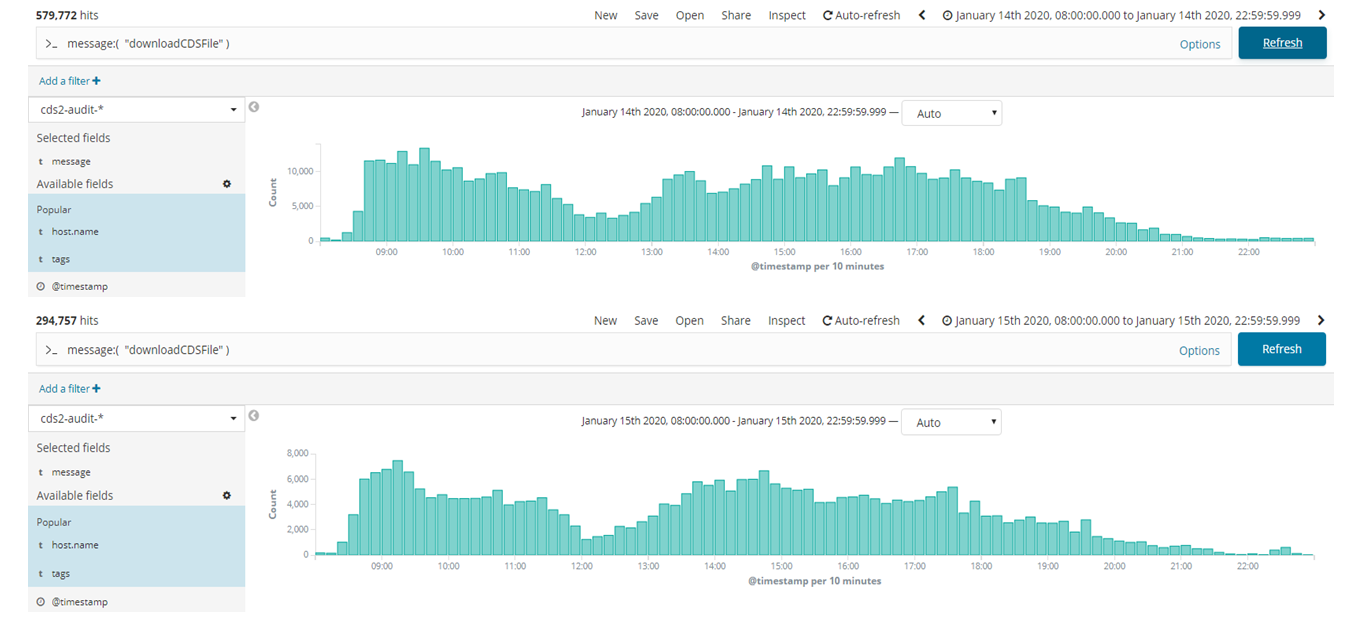 579,772 hits New Save Open Share Inspect Auto-refresh January 14th 2020, 08:00:00.000 to January 14th 2020, 22:59:59.999
>_ message:( "downloadCDSFile" ) Options Refresh
Add a filter +
cds2-audit-*
January 14th 2020, 08:00:00.000 - January 14th 2020, 22:59:59.999 — Auto
Selected fields
t message
Available fields
Popular
t host.name
t tags
@timestamp
Count
10,000
5,000
0
09:00 10:00 11:00 12:00 13:00 14:00 15:00 16:00 17:00 18:00 19:00 20:00 21:00 22:00
@timestamp per 10 minutes
294,757 hits New Save Open Share Inspect Auto-refresh January 15th 2020, 08:00:00.000 to January 15th 2020, 22:59:59.999
>_ message:( "downloadCDSFile" ) Options Refresh
Add a filter +
cds2-audit-*
January 15th 2020, 08:00:00.000 - January 15th 2020, 22:59:59.999 — Auto
Selected fields
t message
Available fields
Popular
t host.name
t tags
@timestamp
Count
8,000
6,000
4,000
2,000
0
09:00 10:00 11:00 12:00 13:00 14:00 15:00 16:00 17:00 18:00 19:00 20:00 21:00 22:00
@timestamp per 10 minutes